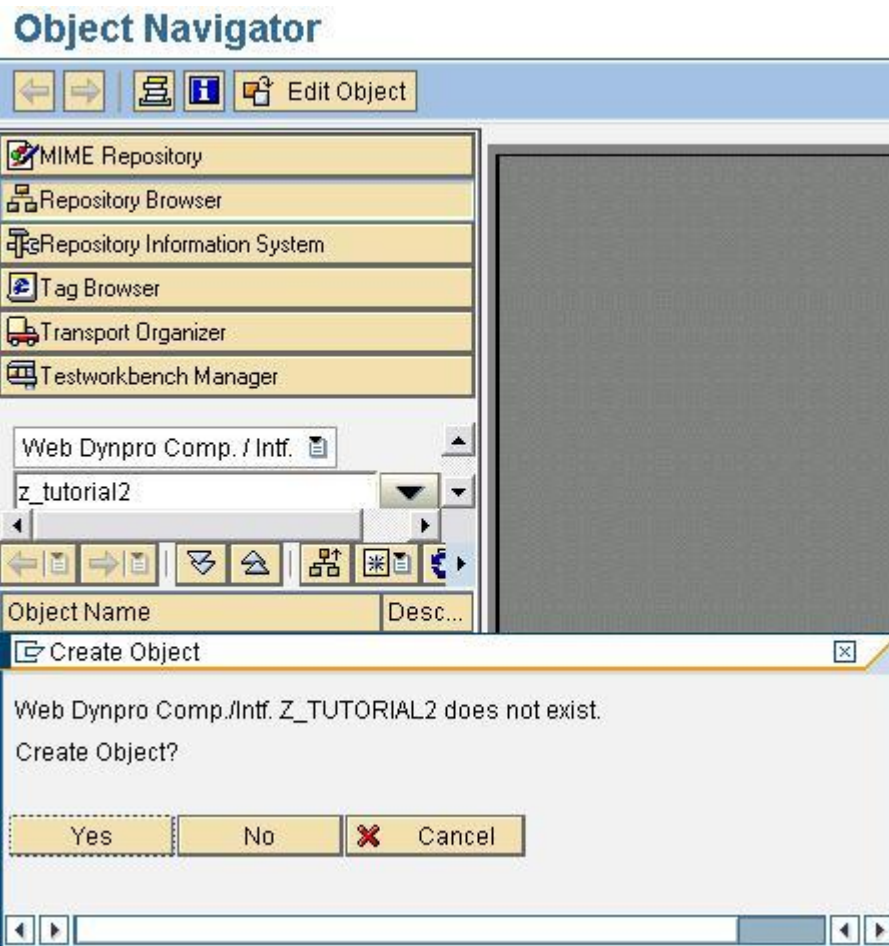 Object Navigator
Edit Object
MIME Repository
Repository Browser
Repository Information System
Tag Browser
Transport Organizer
Testworkbench Manager
Web Dynpro Comp. / Intf.
z_tutorial2
Object Name Desc...
Create Object
Web Dynpro Comp./Intf. Z_TUTORIAL2 does not exist.
Create Object?
Yes No Cancel